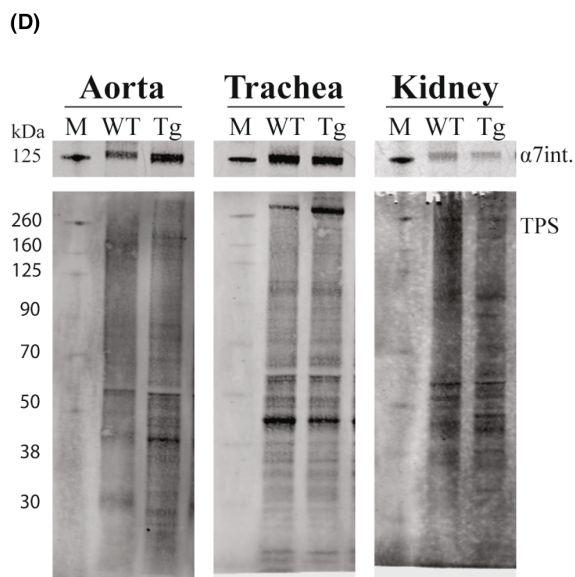 (D)
Aorta Trachea Kidney
kDa M WT Tg M WT Tg M WT Tg
125 α7int.
260 TPS
160
125
90
70
50
38
30